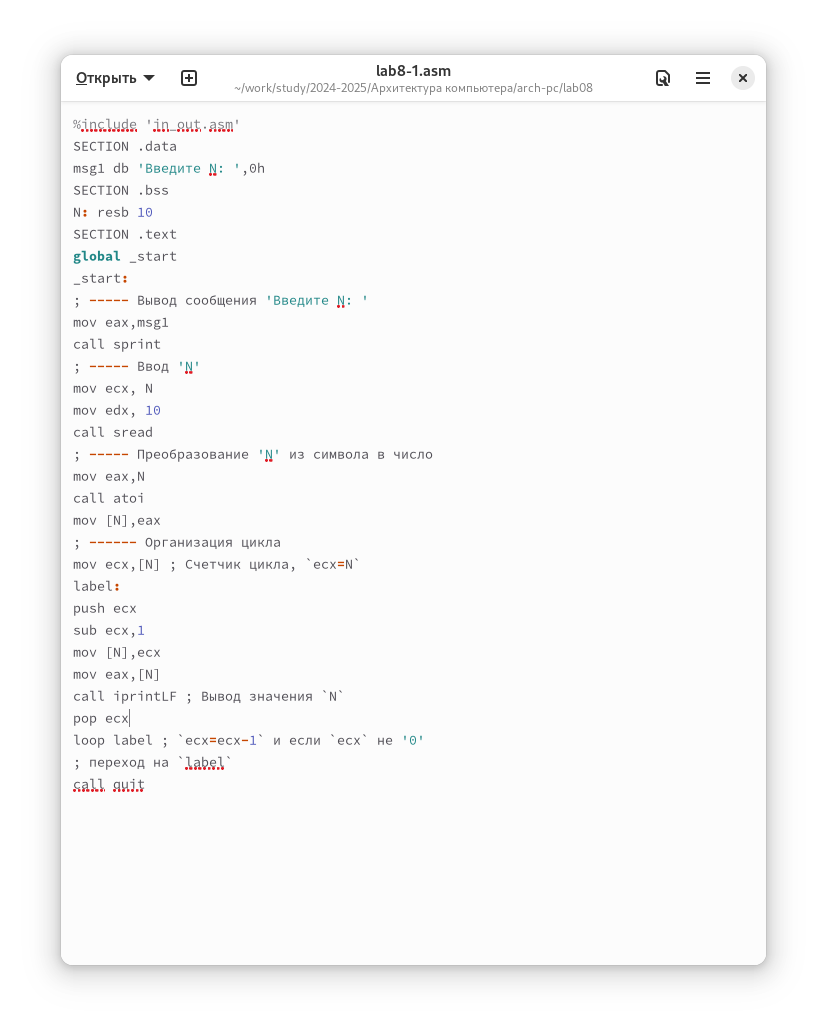 Открыть
lab8-1.asm
~/work/study/2024-2025/Архитектура компьютера/arch-pc/lab08
%include 'in_out.asm'
SECTION .data
msg1 db 'Введите N: ',0h
SECTION .bss
N: resb 10
SECTION .text
global _start
_start:
; ----- Вывод сообщения 'Введите N: '
mov eax,msg1
call sprint
; ----- Ввод 'N'
mov ecx, N
mov edx, 10
call sread
; ----- Преобразование 'N' из символа в число
mov eax,N
call atoi
mov [N],eax
; ------ Организация цикла
mov ecx,[N] ; Счетчик цикла, `ecx=N`
label:
push ecx
sub ecx,1
mov [N],ecx
mov eax,[N]
call iprintLF ; Вывод значения `N`
pop ecx
loop label ; `ecx=ecx-1` и если `ecx` не '0'
; переход на `label`
call quit